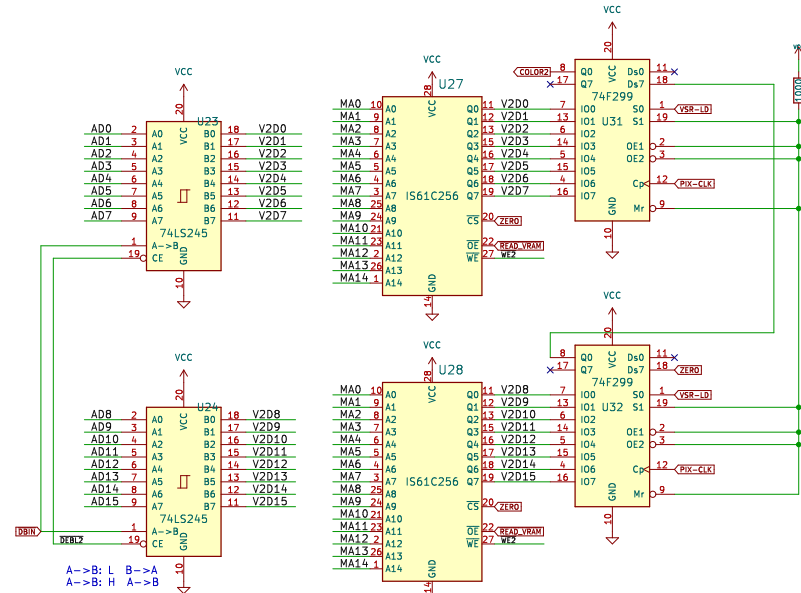 VCC
20
U23
AD0 2 A0 B0 18 V2D0
AD1 3 A1 B1 17 V2D1
AD2 4 A2 B2 16 V2D2
AD3 5 A3 B3 15 V2D3
AD4 6 A4 B4 14 V2D4
AD5 7 A5 B5 13 V2D5
AD6 8 A6 B6 12 V2D6
AD7 9 A7 B7 11 V2D7
VCC
74LS245
1 A->B
19 CE
GND
10
VCC
20
U24
AD8 2 A0 B0 18 V2D8
AD9 3 A1 B1 17 V2D9
AD10 4 A2 B2 16 V2D10
AD11 5 A3 B3 15 V2D11
AD12 6 A4 B4 14 V2D12
AD13 7 A5 B5 13 V2D13
AD14 8 A6 B6 12 V2D14
AD15 9 A7 B7 11 V2D15
VCC
74LS245
DBIN 1 A->B
DEBL2 19 CE
GND
10
A->B: L B->A
A->B: H A->B
VCC
28
U27
VCC
MA0 10 A0 Q0 11 V2D0
MA1 9 A1 Q1 12 V2D1
MA2 8 A2 Q2 13 V2D2
MA3 7 A3 Q3 15 V2D3
MA4 6 A4 Q4 16 V2D4
MA5 5 A5 Q5 17 V2D5
MA6 4 A6 Q6 18 V2D6
MA7 3 A7 Q7 19 V2D7
IS61C256
MA8 25 A8
MA9 24 A9 CS 20 ZERO
MA10 21 A10
MA11 23 A11 OE 22 READ_VRAM
MA12 2 A12 WE 27 WE2
MA13 26 A13
MA14 1 A14
GND
14
VCC
28
U28
VCC
MA0 10 A0 Q0 11 V2D8
MA1 9 A1 Q1 12 V2D9
MA2 8 A2 Q2 13 V2D10
MA3 7 A3 Q3 15 V2D11
MA4 6 A4 Q4 16 V2D12
MA5 5 A5 Q5 17 V2D13
MA6 4 A6 Q6 18 V2D14
MA7 3 A7 Q7 19 V2D15
IS61C256
MA8 25 A8
MA9 24 A9 CS 20 ZERO
MA10 21 A10
MA11 23 A11 OE 22 READ_VRAM
MA12 2 A12 WE 27 WE2
MA13 26 A13
MA14 1 A14
GND
14
VCC
20
COLOR2 8 Q0 VCC Ds0 11
17 Q7 Ds7 18
74F299
7 IO0 S0 1 VSR-LD
13 IO1 U31 S1 19
6 IO2
14 IO3 OE1 2
5 IO4 OE2 3
15 IO5
4 IO6 Cp 12 PIX-CLK
16 IO7
GND
Mr 9
10
VCC
20
8 Q0 VCC Ds0 11
17 Q7 Ds7 18 ZERO
74F299
7 IO0 S0 1 VSR-LD
13 IO1 U32 S1 19
6 IO2
14 IO3 OE1 2
5 IO4 OE2 3
15 IO5
4 IO6 Cp 12 PIX-CLK
16 IO7
GND
Mr 9
10